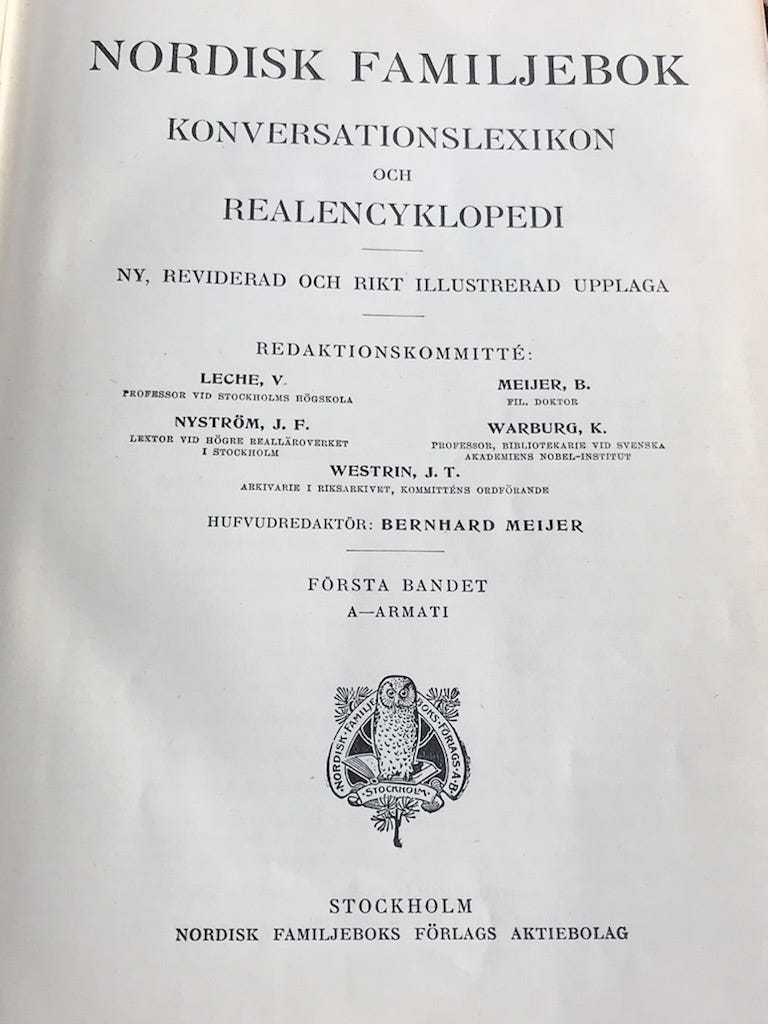 NORDISK FAMILJEBOK
KONVERSATIONSLEXIKON
OCH
REALENCYKLOPEDI
NY, REVIDERAD OCH RIKT ILLUSTRERAD UPPLAGA
REDAKTIONSKOMMITTÉ:
LECHE, V.
PROFESSOR VID STOCKHOLMS HÖGSKOLA
MEIJER, B.
FIL. DOKTOR
NYSTRÖM, J. F.
LEKTOR VID HÖGRE REALLÄROVERKET
I STOCKHOLM
WARBURG, K.
PROFESSOR, BIBLIOTEKARIE VID SVENSKA
AKADEMIENS NOBEL-INSTITUT
WESTRIN, J. T.
ARKIVARIE I RIKSARKIVET, KOMMITTÉNS ORDFÖRANDE
HUFVUDREDAKTÖR: BERNHARD MEIJER
FÖRSTA BANDET
A—ARMATI
NORDISK·FAMILJEBOKS·FÖRLAGS·A·B·
·STOCKHOLM·
STOCKHOLM
NORDISK FAMILJEBOKS FÖRLAGS AKTIEBOLAG